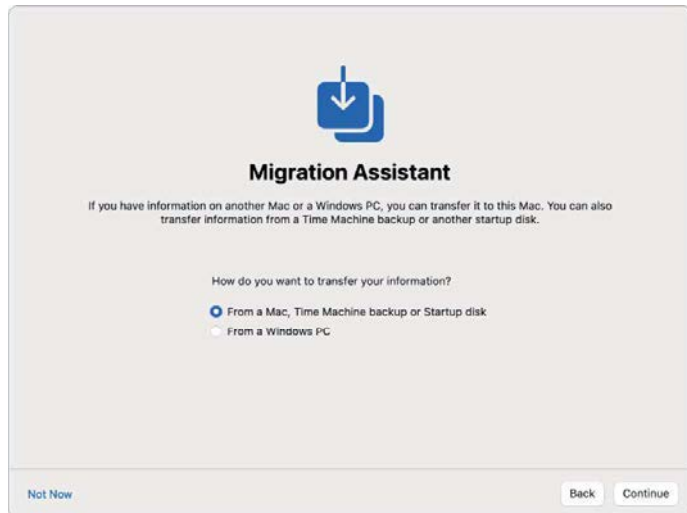 Migration Assistant
If you have information on another Mac or a Windows PC, you can transfer it to this Mac. You can also
transfer information from a Time Machine backup or another startup disk.
How do you want to transfer your information?
From a Mac, Time Machine backup or Startup disk
From a Windows PC
Not Now
Back
Continue